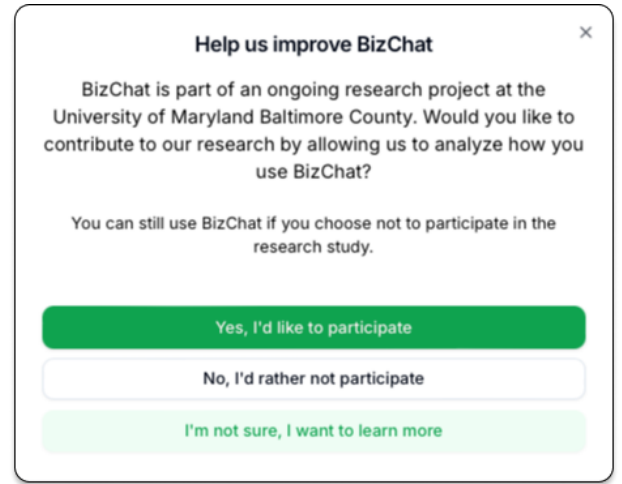 Help us improve BizChat
BizChat is part of an ongoing research project at the
University of Maryland Baltimore County. Would you like to
contribute to our research by allowing us to analyze how you
use BizChat?
You can still use BizChat if you choose not to participate in the
research study.
Yes, I'd like to participate
No, I'd rather not participate
I'm not sure, I want to learn more